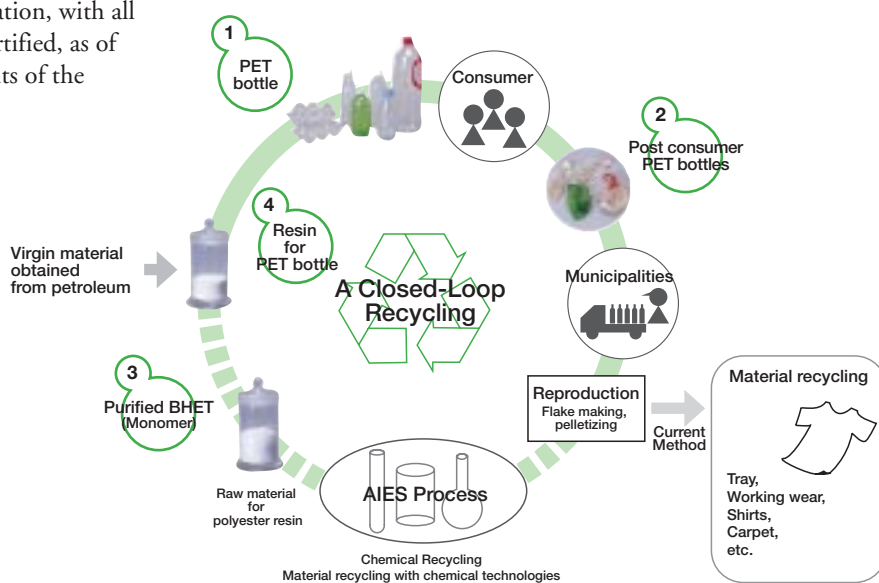 ation, with all
rtified, as of
ts of the
1
PET
bottle
Consumer
2
Post consumer
PET bottles
4
Resin
for
PET bottle
Virgin material
obtained
from petroleum
A Closed-Loop
Recycling
Municipalities
3
Purified BHET
(Monomer)
Reproduction
Flake making,
pelletizing
Current
Method
Material recycling
Tray,
Working wear,
Shirts,
Carpet,
etc.
Raw material
for
polyester resin
AIES Process
Chemical Recycling
Material recycling with chemical technologies